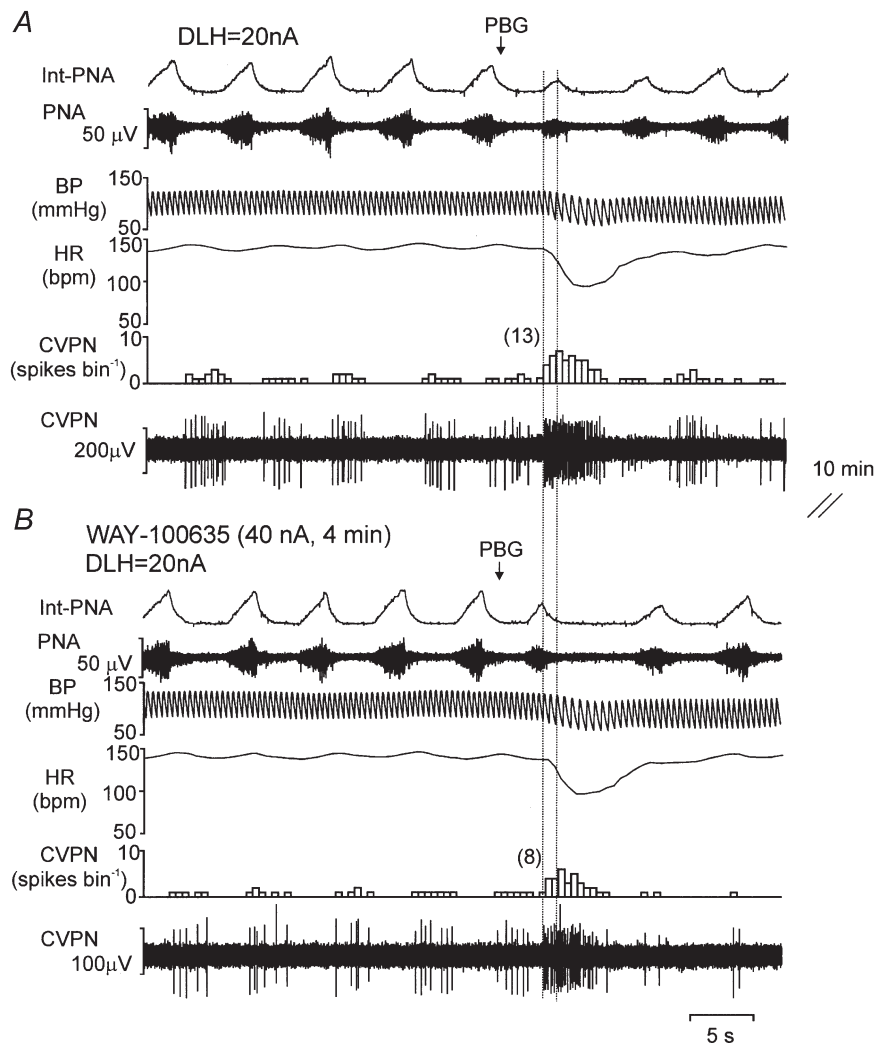 A
DLH=20nA
PBG
Int-PNA
PNA
50 μV
BP
(mmHg)
150
50
HR
(bpm)
150
100
50
CVPN
(spikes bin⁻¹)
10
0
(13)
CVPN
200μV
10 min
B
WAY-100635 (40 nA, 4 min)
DLH=20nA
PBG
Int-PNA
PNA
50 μV
BP
(mmHg)
150
50
HR
(bpm)
150
100
50
CVPN
(spikes bin⁻¹)
10
0
(8)
CVPN
100μV
5 s